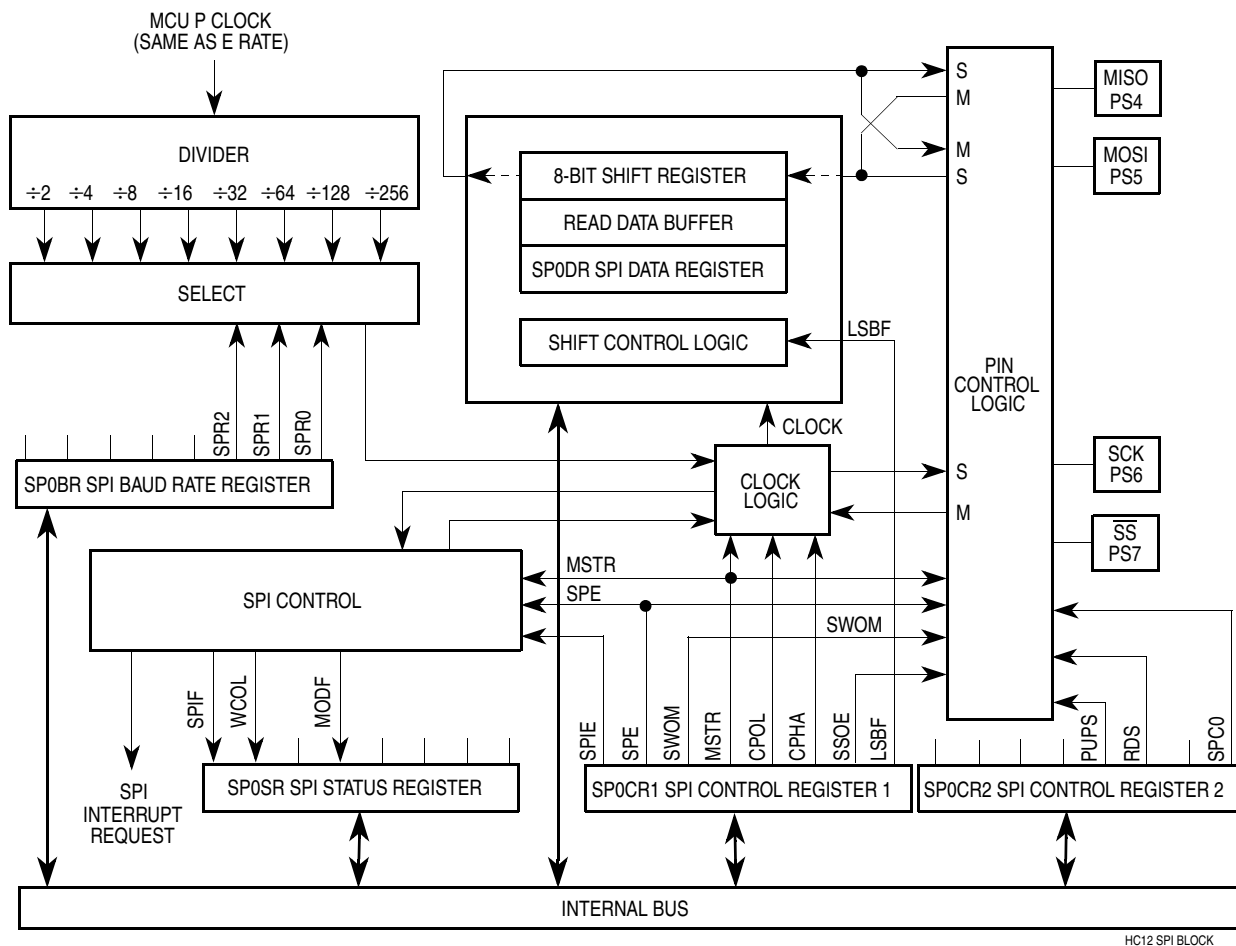 MCU P CLOCK
(SAME AS E RATE)
DIVIDER
÷2 ÷4 ÷8 ÷16 ÷32 ÷64 ÷128 ÷256
SELECT
SPR2
SPR1
SPR0
SP0BR SPI BAUD RATE REGISTER
8-BIT SHIFT REGISTER
READ DATA BUFFER
SP0DR SPI DATA REGISTER
SHIFT CONTROL LOGIC
LSBF
CLOCK
CLOCK
LOGIC
S
M
M
S
PIN
CONTROL
LOGIC
S
M
MISO
PS4
MOSI
PS5
SCK
PS6
SS
PS7
SPI CONTROL
MSTR
SPE
SWOM
SPIF
WCOL
MODF
SPI
INTERRUPT
REQUEST
SP0SR SPI STATUS REGISTER
SPIE
SPE
SWOM
MSTR
CPOL
CPHA
SSOE
LSBF
SP0CR1 SPI CONTROL REGISTER 1
PUPS
RDS
SPC0
SP0CR2 SPI CONTROL REGISTER 2
INTERNAL BUS
HC12 SPI BLOCK